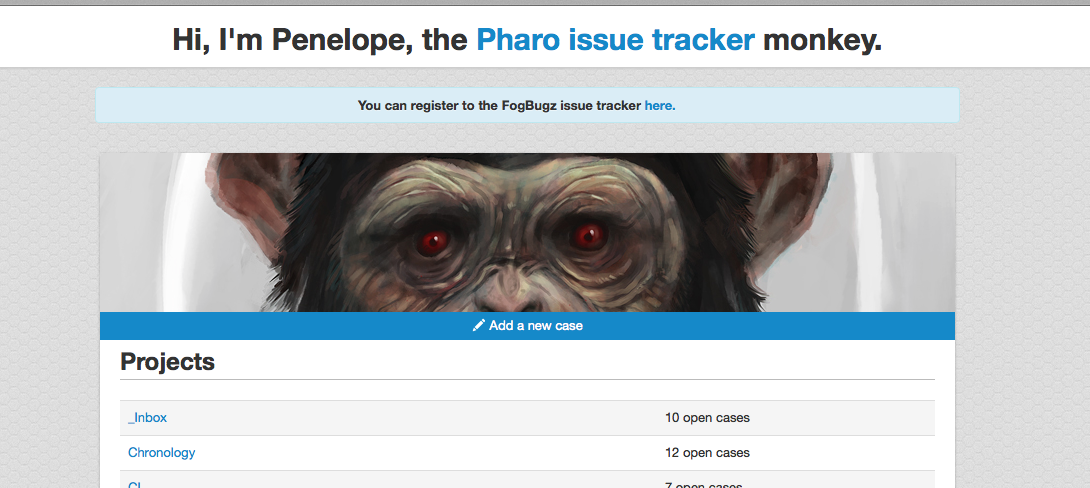 Hi, I'm Penelope, the Pharo issue tracker monkey.
You can register to the FogBugz issue tracker here.
Add a new case
Projects
_Inbox 10 open cases
Chronology 12 open cases
7 open cases